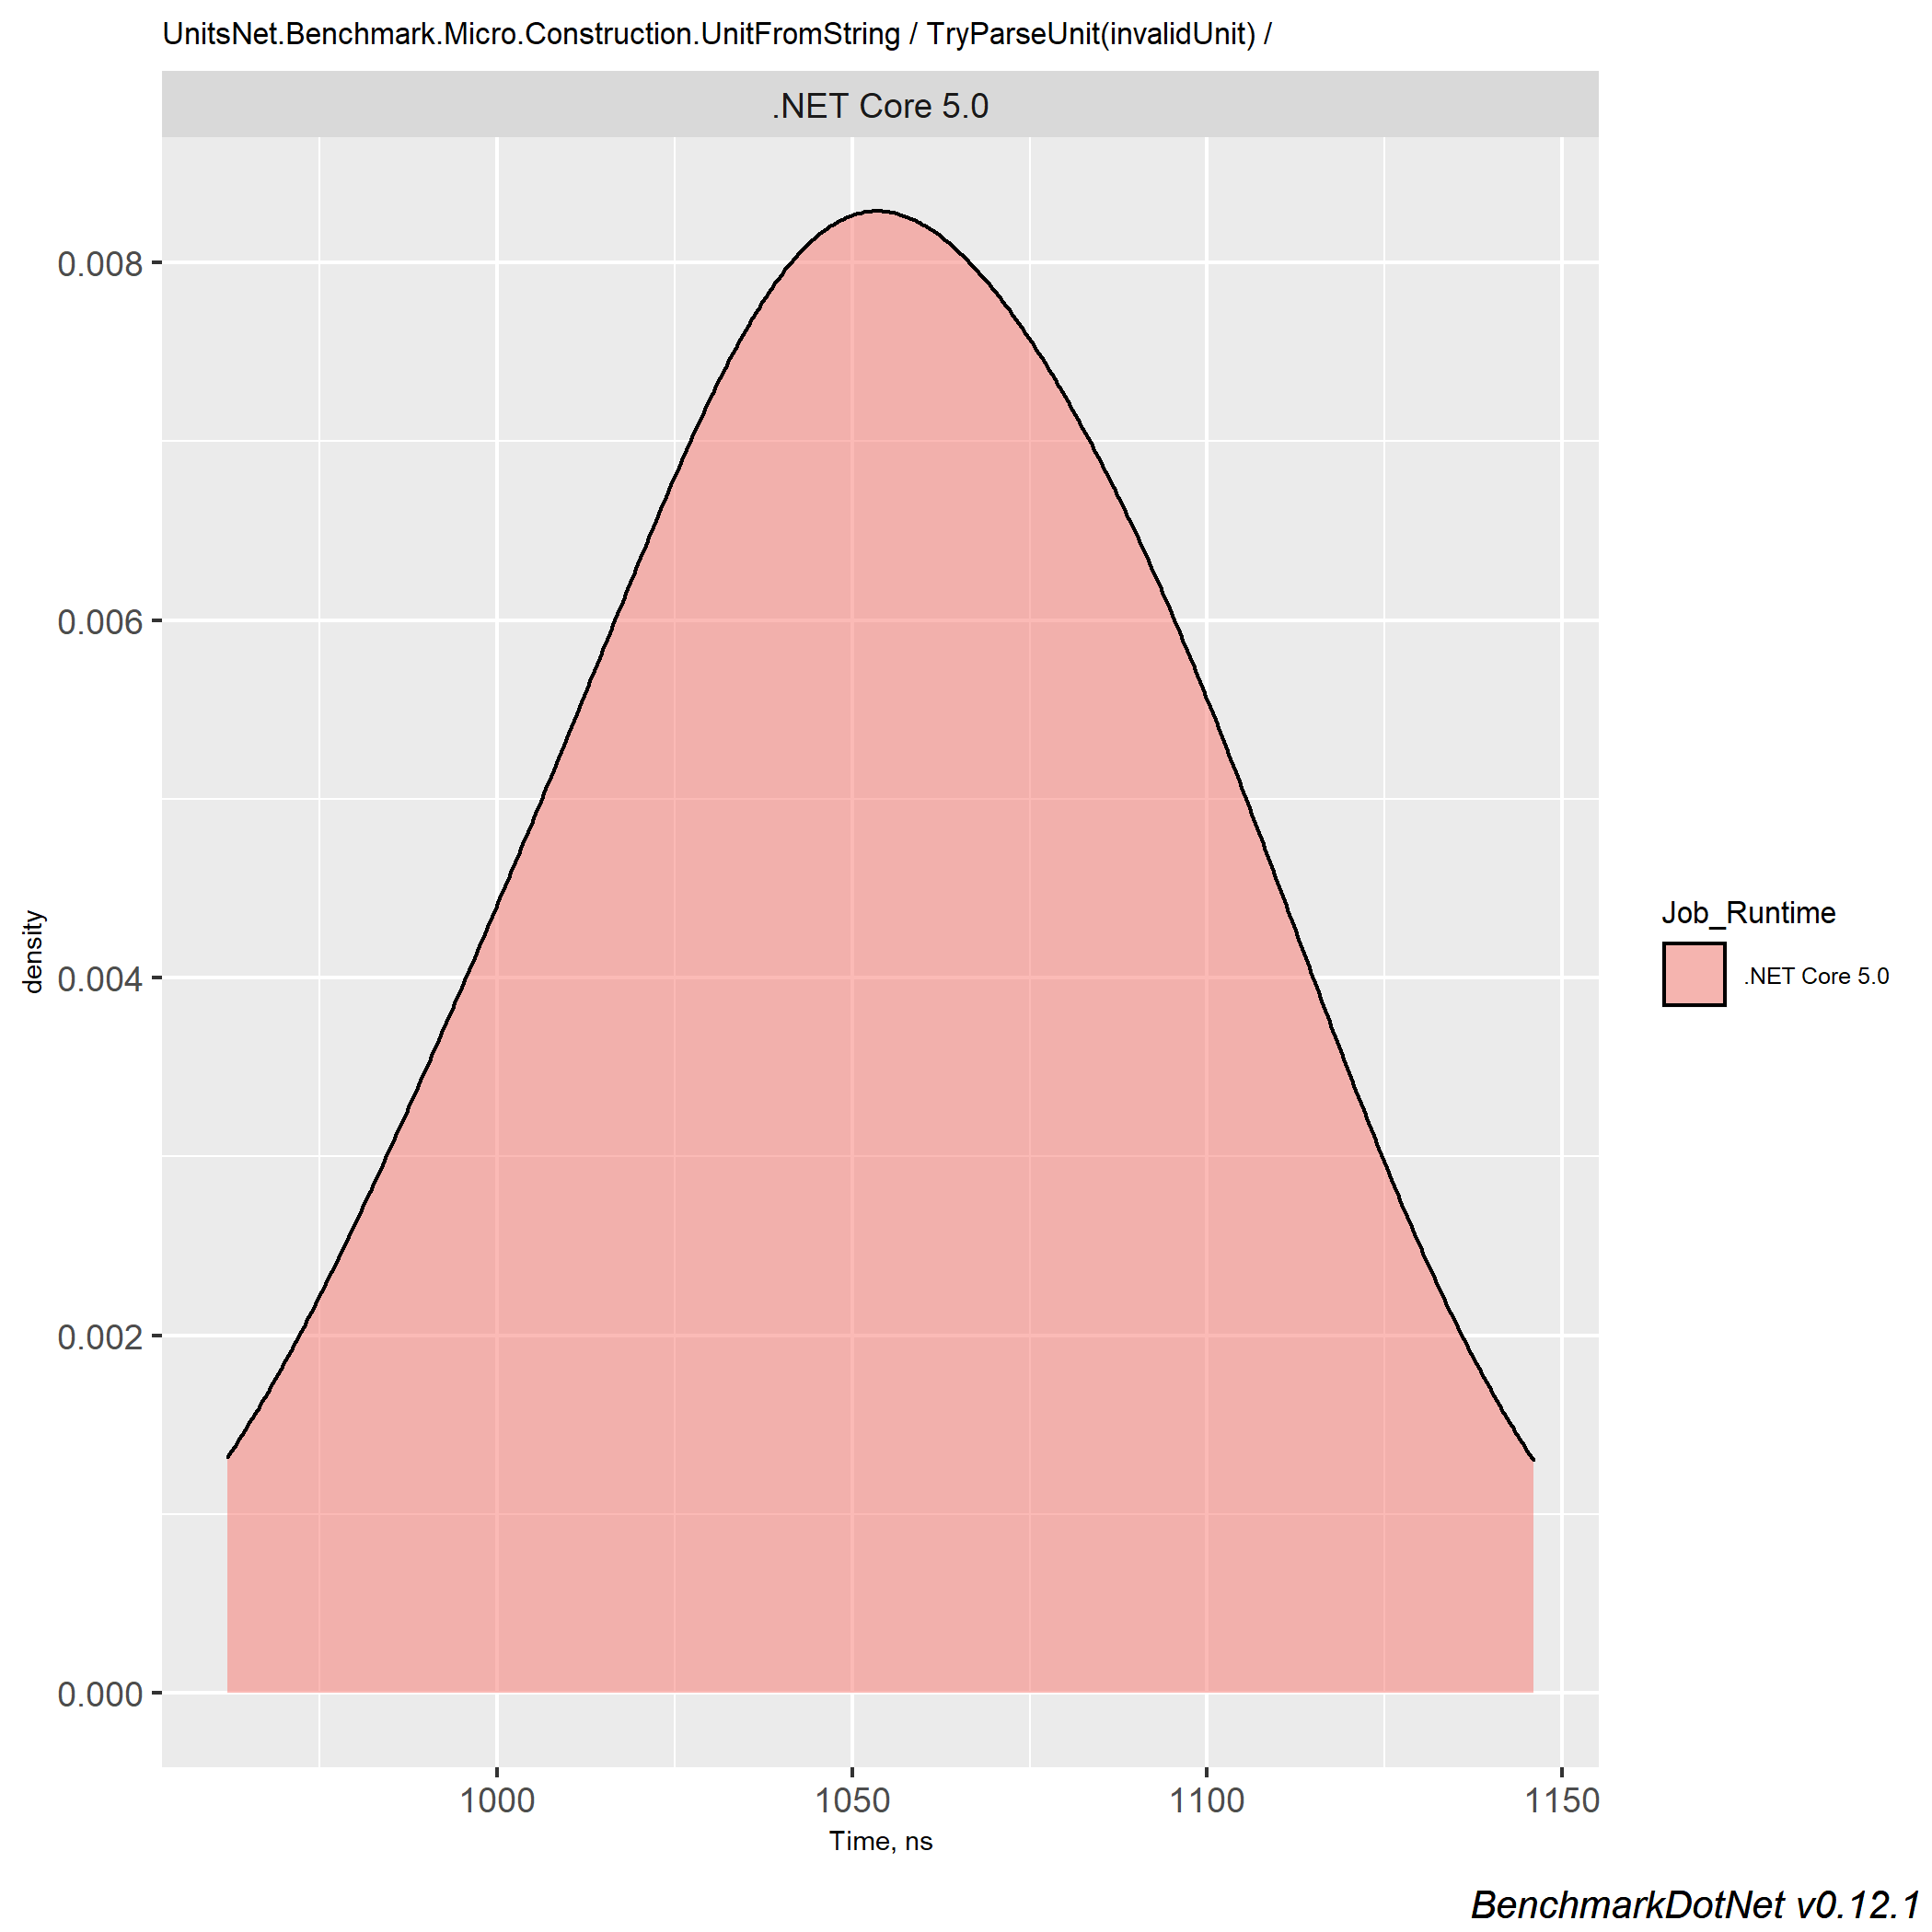 UnitsNet.Benchmark.Micro.Construction.UnitFromString / TryParseUnit(invalidUnit) /
.NET Core 5.0
0.008
0.006
0.004
0.002
0.000
density
1000 1050 1100 1150
Time, ns
Job_Runtime
.NET Core 5.0
BenchmarkDotNet v0.12.1